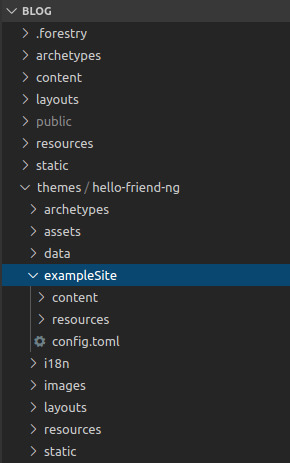 BLOG
.forestry
archetypes
content
layouts
public
resources
static
themes / hello-friend-ng
archetypes
assets
data
exampleSite
content
resources
config.toml
i18n
images
layouts
resources
static